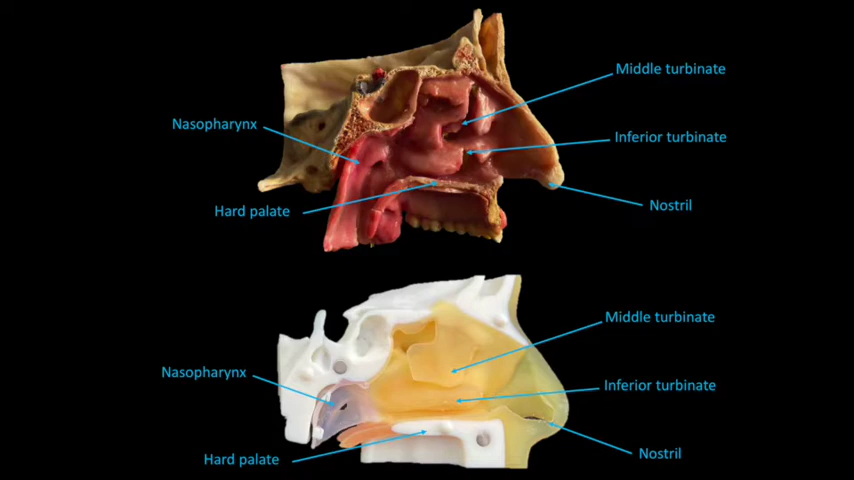 Middle turbinate
Nasopharynx
Inferior turbinate
Hard palate
Nostril
Middle turbinate
Nasopharynx
Inferior turbinate
Hard palate
Nostril